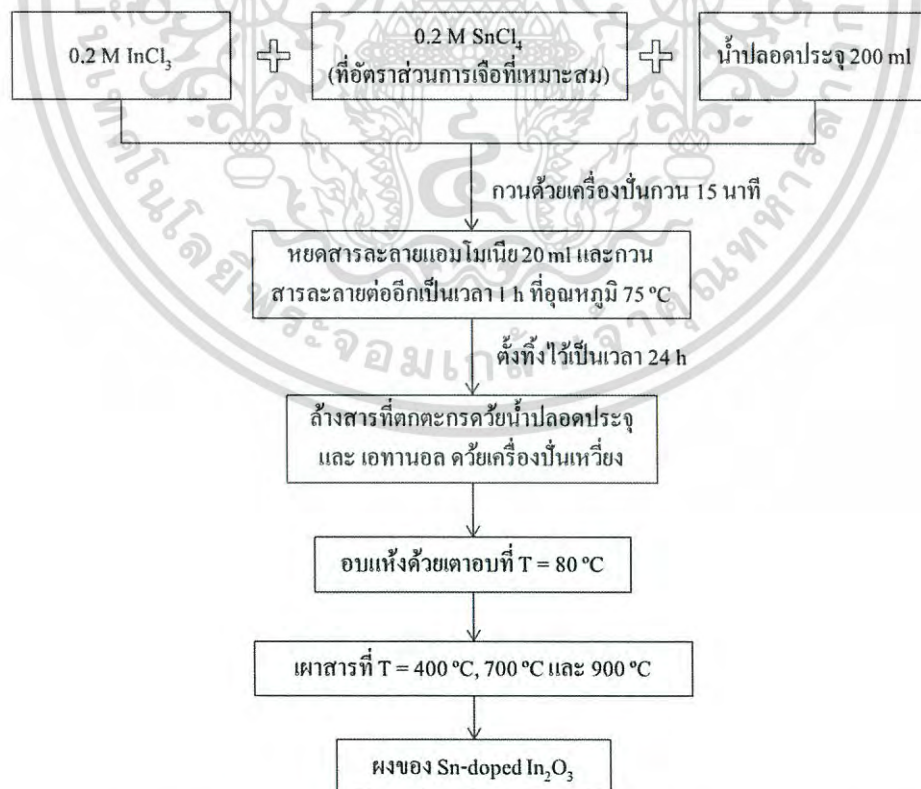 0.2 M InCl₃
0.2 M SnCl₄
(ที่อัตราส่วนการเจือที่เหมาะสม)
น้ำปลอดประจุ 200 ml
กวนด้วยเครื่องปั่นกวน 15 นาที
หยดสารละลายแอมโมเนีย 20 ml และกวน
สารละลายต่ออีกเป็นเวลา 1 h ที่อุณหภูมิ 75 ºC
ตั้งทิ้งไว้เป็นเวลา 24 h
ล้างสารที่ตกตะกรดว้ยน้ำปลอดประจุ
และ เอทานอล ดว้ยเครื่องปั่นเหวี่ยง
อบแห้งด้วยเตาอบที่ T = 80 ºC
เผาสารที่ T = 400 ºC, 700 ºC และ 900 ºC
ผงของ Sn-doped In₂O₃